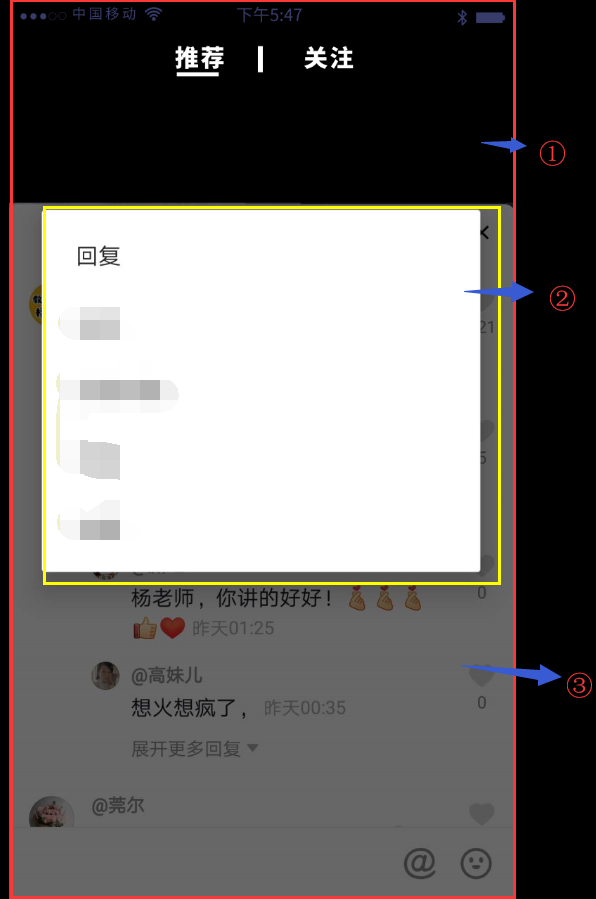 中国移动 下午5:47
推荐 | 关注
①
回复
②
21
5
杨老师，你讲的好好！
0
昨天01:25
@高妹儿
③
想火想疯了， 昨天00:35
0
展开更多回复
@莞尔
@